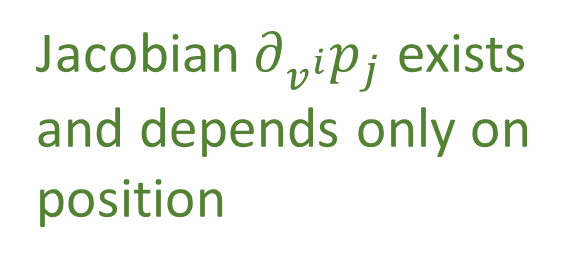 Jacobian ∂_{v^i}p_j exists
and depends only on
position